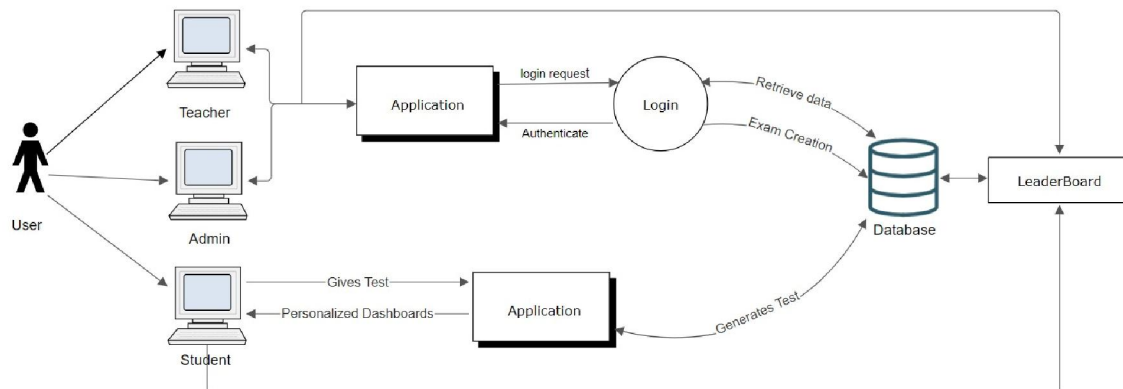 Teacher
Application
login request
Authenticate
Login
Retrieve data
Exam Creation
Database
LeaderBoard
User
Admin
Student
Gives Test
Personalized Dashboards
Application
Generates Test